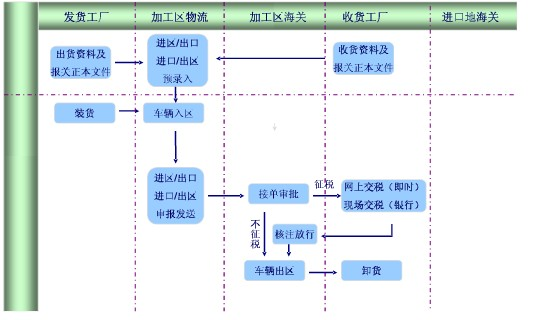 发货工厂
加工区物流
加工区海关
收货工厂
进口地海关
出货资料及
报关正本文件
进区/出口
进口/出区
预录入
收货资料及
报关正本文件
装货
车辆入区
进区/出口
进口/出区
申报发送
接单审批
征税
网上交税（即时）
现场交税（银行）
不征税
核注放行
车辆出区
卸货